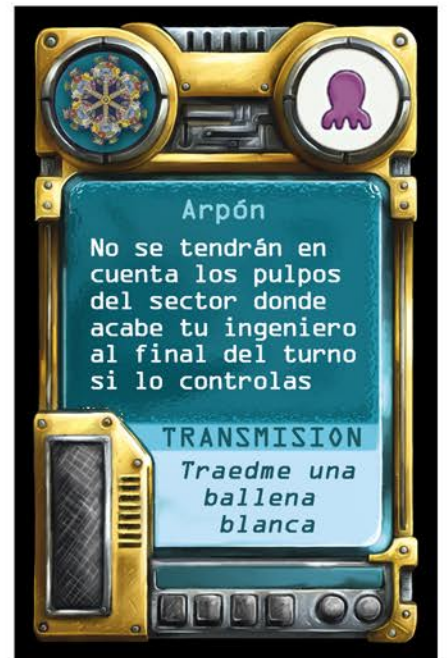 Arpón
No se tendrán en
cuenta los pulpos
del sector donde
acabe tu ingeniero
al final del turno
si lo controlas
TRANSMISION
Traedme una
ballena
blanca